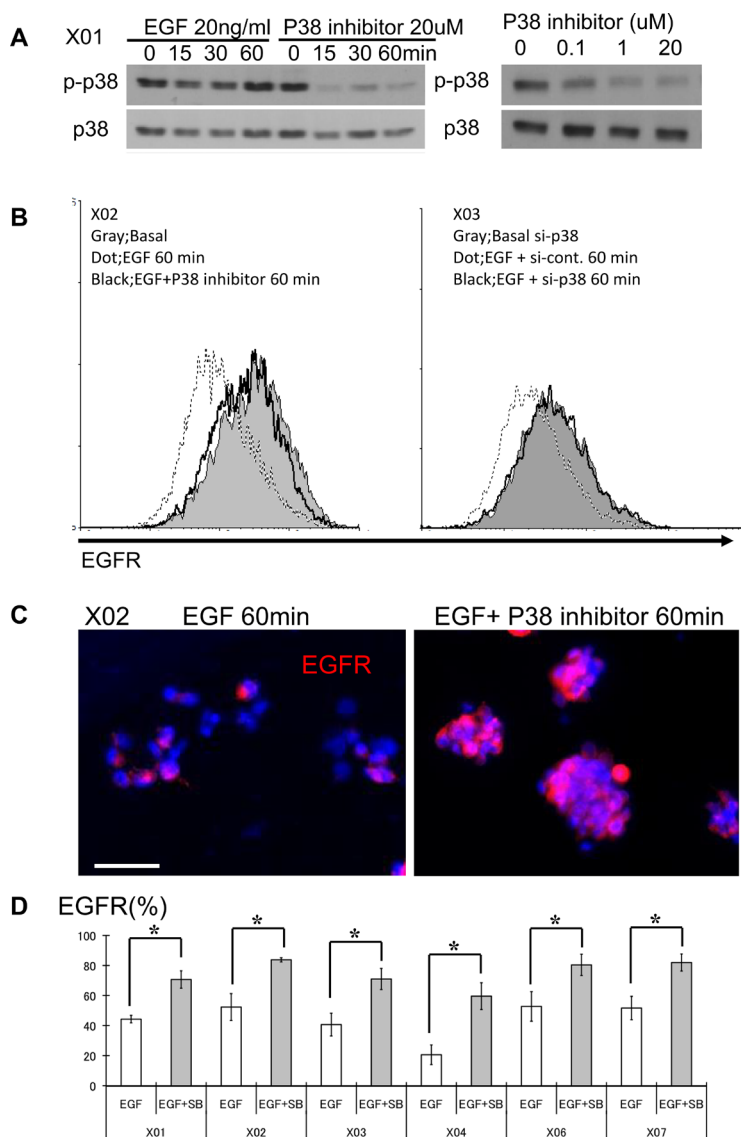 A
X01
EGF 20ng/ml P38 inhibitor 20uM
0 15 30 60 0 15 30 60min
p-p38
p38
P38 inhibitor (uM)
0 0.1 1 20
p-p38
p38
B
X02
Gray;Basal
Dot;EGF 60 min
Black;EGF+P38 inhibitor 60 min
X03
Gray;Basal si-p38
Dot;EGF + si-cont. 60 min
Black;EGF + si-p38 60 min
EGFR
C
X02 EGF 60min EGF+ P38 inhibitor 60min
EGFR
D
EGFR(%)
100
80
60
40
20
0
* * * * * *
EGF EGF+SB EGF EGF+SB EGF EGF+SB EGF EGF+SB EGF EGF+SB EGF EGF+SB
X01 X02 X03 X04 X06 X07